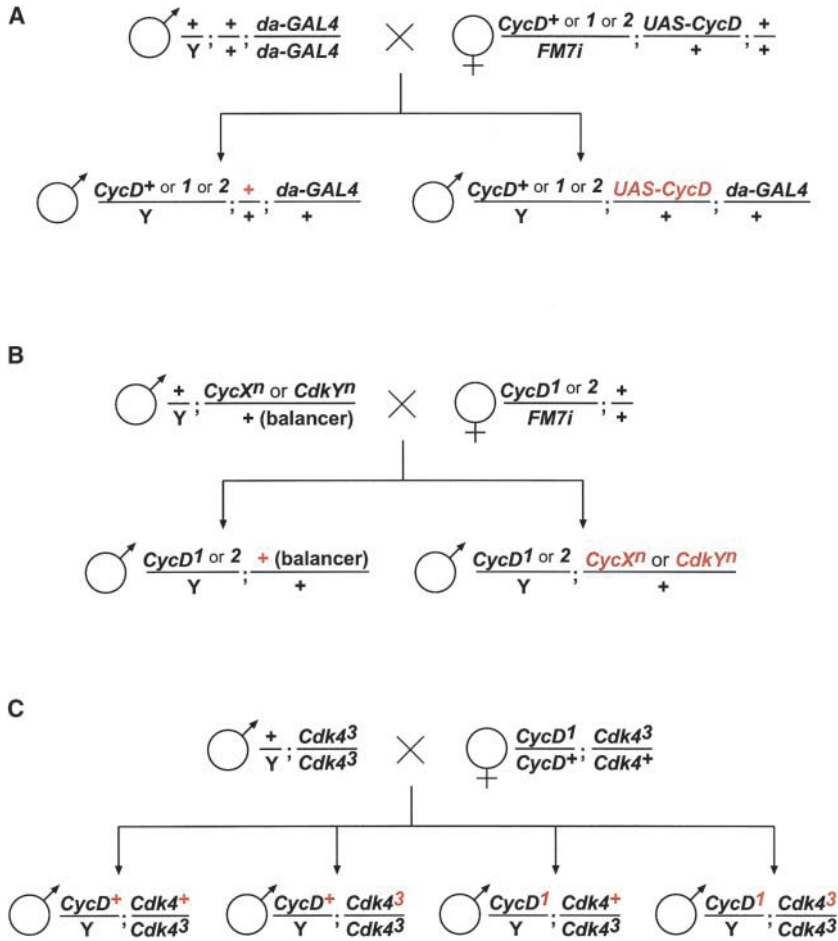 A
+ + da-GAL4 CycD+ or 1 or 2 UAS-CycD +
Y ; + ; da-GAL4 FM7i ; + ; +
CycD+ or 1 or 2 + da-GAL4 CycD+ or 1 or 2 UAS-CycD da-GAL4
Y ; + ; + Y ; + ; +
B
+ CycXn or CdkYn CycD1 or 2 +
Y ; + (balancer) FM7i ; +
CycD1 or 2 + (balancer) CycD1 or 2 CycXn or CdkYn
Y ; + Y ; +
C
+ Cdk43 CycD1 Cdk43
Y ; Cdk43 CycD+ ; Cdk4+
CycD+ Cdk4+ CycD+ Cdk43 CycD1 Cdk4+ CycD1 Cdk43
Y ; Cdk43 Y ; Cdk43 Y ; Cdk43 Y ; Cdk43